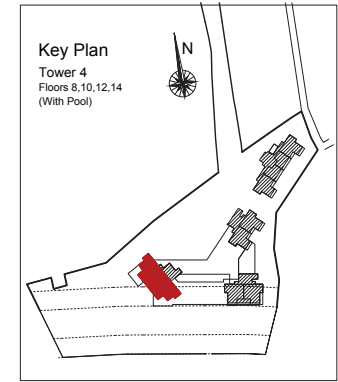 Key Plan
N
Tower 4
Floors 8,10,12,14
(With Pool)